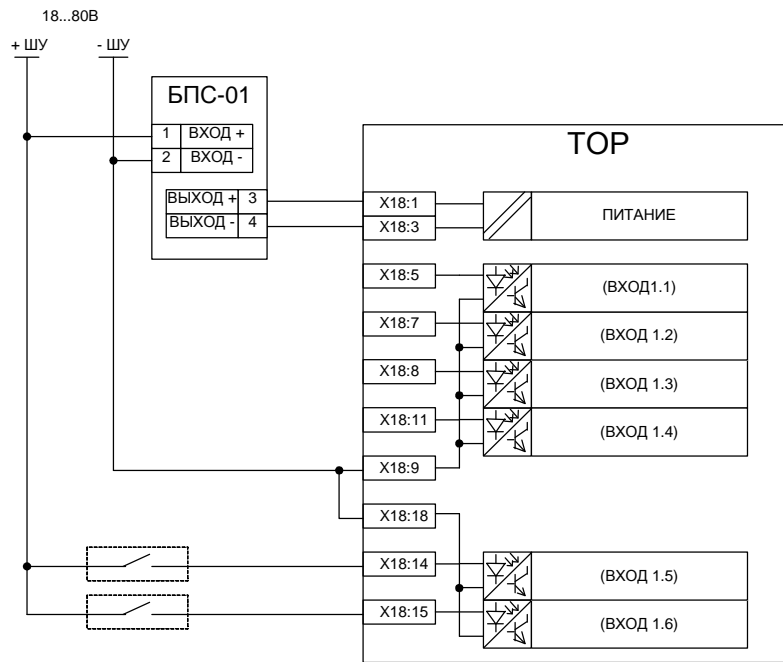 18...80В
+ ШУ
- ШУ
БПС-01
1 ВХОД +
2 ВХОД -
ВЫХОД + 3
ВЫХОД - 4
ТОР
X18:1
X18:3
ПИТАНИЕ
X18:5
(ВХОД1.1)
X18:7
(ВХОД 1.2)
X18:8
(ВХОД 1.3)
X18:11
(ВХОД 1.4)
X18:9
X18:18
X18:14
(ВХОД 1.5)
X18:15
(ВХОД 1.6)